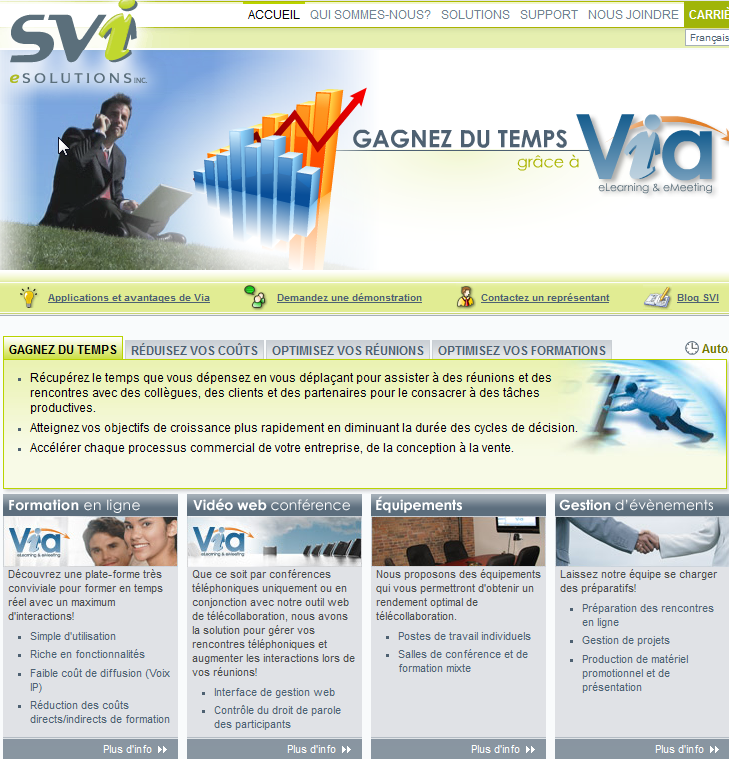 ACCUEIL QUI SOMMES-NOUS? SOLUTIONS SUPPORT NOUS JOINDRE CARRIÈ
Français
SVi
eSOLUTIONS INC.
GAGNEZ DU TEMPS
grâce à
Via
eLearning & eMeeting
Applications et avantages de Via Demandez une démonstration Contactez un représentant Blog SVI
GAGNEZ DU TEMPS RÉDUISEZ VOS COÛTS OPTIMISEZ VOS RÉUNIONS OPTIMISEZ VOS FORMATIONS Auto
Récupérez le temps que vous dépensez en vous déplaçant pour assister à des réunions et des
rencontres avec des collègues, des clients et des partenaires pour le consacrer à des tâches
productives.
Atteignez vos objectifs de croissance plus rapidement en diminuant la durée des cycles de décision.
Accélérer chaque processus commercial de votre entreprise, de la conception à la vente.
Formation en ligne
Via
eLearning & eMeeting
Découvrez une plate-forme très
conviviale pour former en temps
réel avec un maximum
d'interactions!
Simple d'utilisation
Riche en fonctionnalités
Faible coût de diffusion (Voix
IP)
Réduction des coûts
directs/indirects de formation
Plus d'info
Vidéo web conférence
Via
eLearning & eMeeting
Que ce soit par conférences
téléphoniques uniquement ou en
conjonction avec notre outil web
de télécollaboration, nous avons
la solution pour gérer vos
rencontres téléphoniques et
augmenter les interactions lors de
vos réunions!
Interface de gestion web
Contrôle du droit de parole
des participants
Plus d'info
Équipements
Nous proposons des équipements
qui vous permettront d'obtenir un
rendement optimal de
télécollaboration.
Postes de travail individuels
Salles de conférence et de
formation mixte
Plus d'info
Gestion d'évènements
Laissez notre équipe se charger
des préparatifs!
Préparation des rencontres
en ligne
Gestion de projets
Production de matériel
promotionnel et de
présentation
Plus d'info